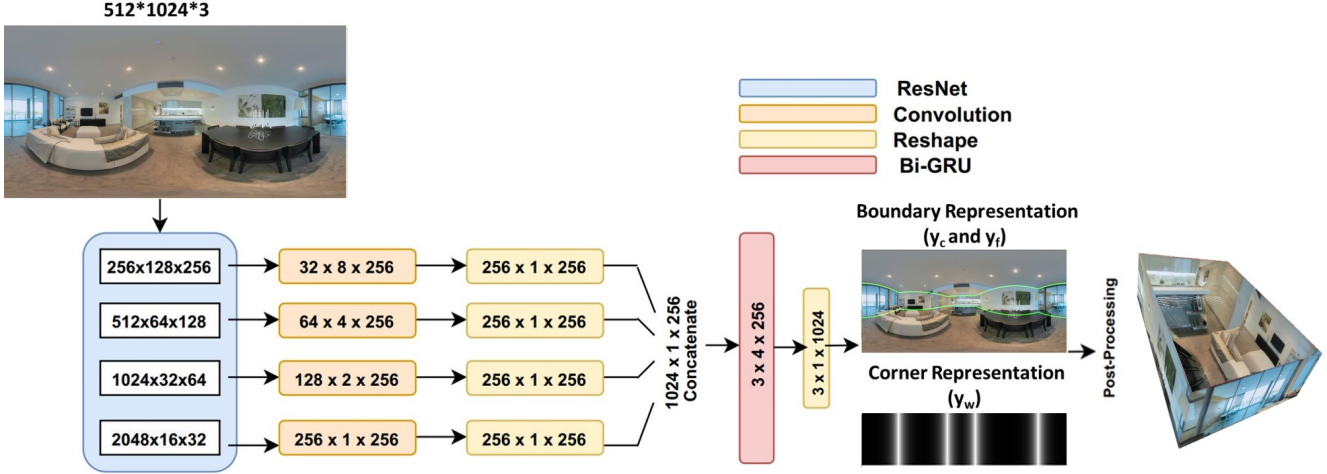 512*1024*3
ResNet
Convolution
Reshape
Bi-GRU
256x128x256
32 x 8 x 256
256 x 1 x 256
512x64x128
64 x 4 x 256
256 x 1 x 256
1024x32x64
128 x 2 x 256
256 x 1 x 256
2048x16x32
256 x 1 x 256
256 x 1 x 256
1024 x 1 x 256
Concatenate
3 x 4 x 256
3 x 1 x 1024
Boundary Representation
(yc and yf)
Corner Representation
(yw)
Post-Processing